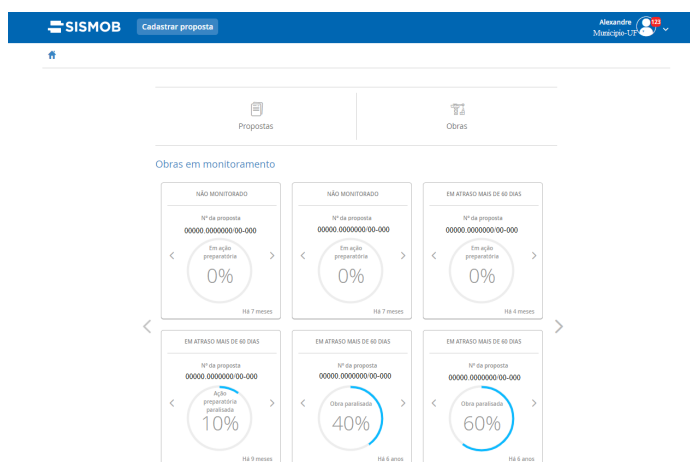 SISMOB
Cadastrar proposta
Alexandre
123
Município-UF
Propostas
Obras
Obras em monitoramento
NÃO MONITORADO
Nº da proposta
00000.0000000/00-000
Em ação
preparatória
0%
Há 7 meses
NÃO MONITORADO
Nº da proposta
00000.0000000/00-000
Em ação
preparatória
0%
Há 7 meses
EM ATRASO MAIS DE 60 DIAS
Nº da proposta
00000.0000000/00-000
Em ação
preparatória
0%
Há 4 meses
EM ATRASO MAIS DE 60 DIAS
Nº da proposta
00000.0000000/00-000
Ação
preparatória
paralisada
10%
Há 9 meses
EM ATRASO MAIS DE 60 DIAS
Nº da proposta
00000.0000000/00-000
Obra paralisada
40%
Há 6 anos
EM ATRASO MAIS DE 60 DIAS
Nº da proposta
00000.0000000/00-000
Obra paralisada
60%
Há 6 anos